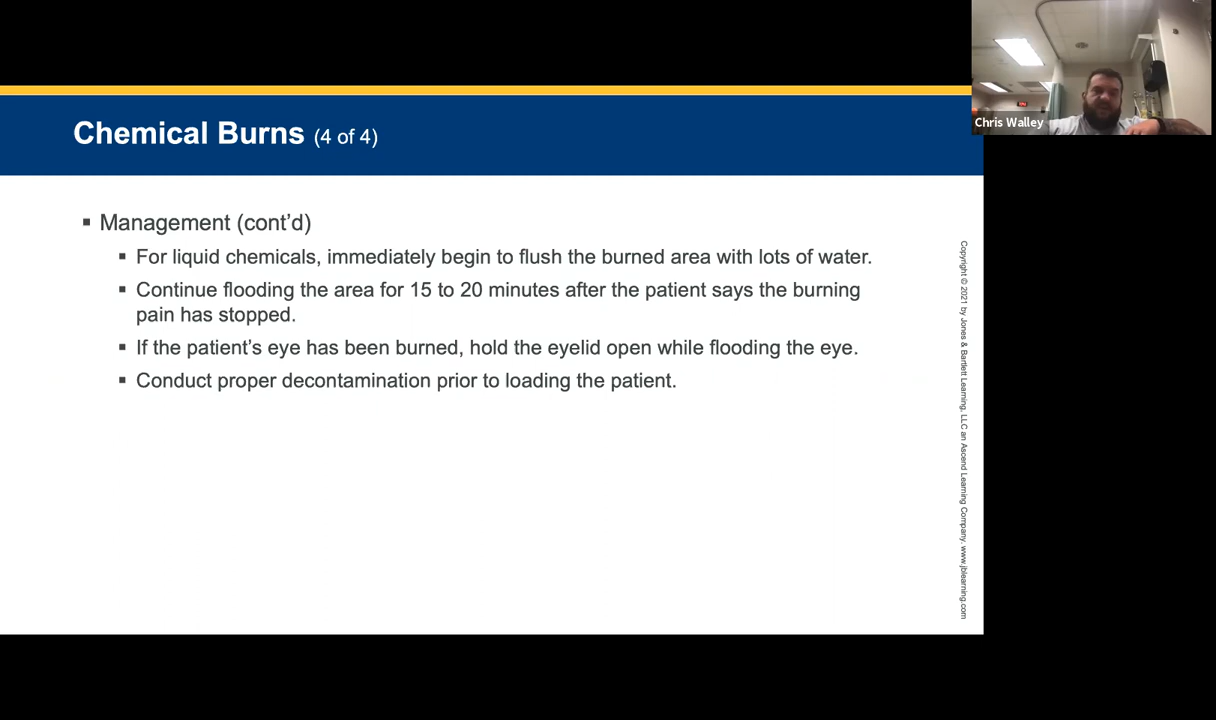 Chemical Burns (4 of 4)
Chris Walley
▪ Management (cont’d)
▪ For liquid chemicals, immediately begin to flush the burned area with lots of water.
▪ Continue flooding the area for 15 to 20 minutes after the patient says the burning
pain has stopped.
▪ If the patient’s eye has been burned, hold the eyelid open while flooding the eye.
▪ Conduct proper decontamination prior to loading the patient.
Copyright © 2021 by Jones & Bartlett Learning, LLC an Ascend Learning Company. www.jblearning.com